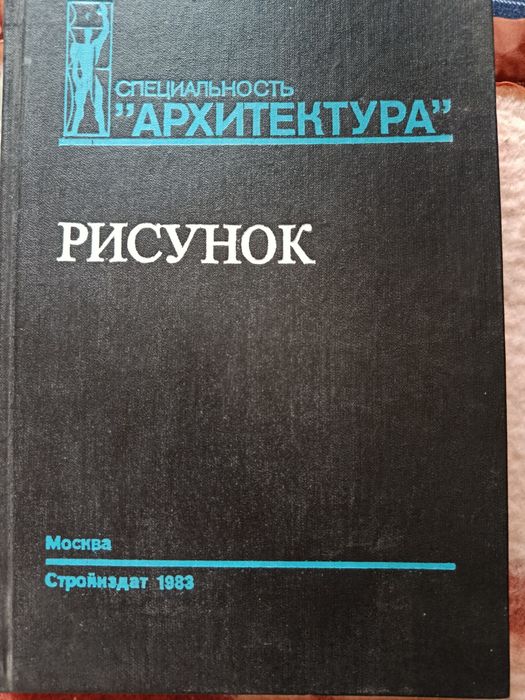 СПЕЦИАЛЬНОСТЬ
"АРХИТЕКТУРА"
РИСУНОК
Москва
Стройиздат 1983